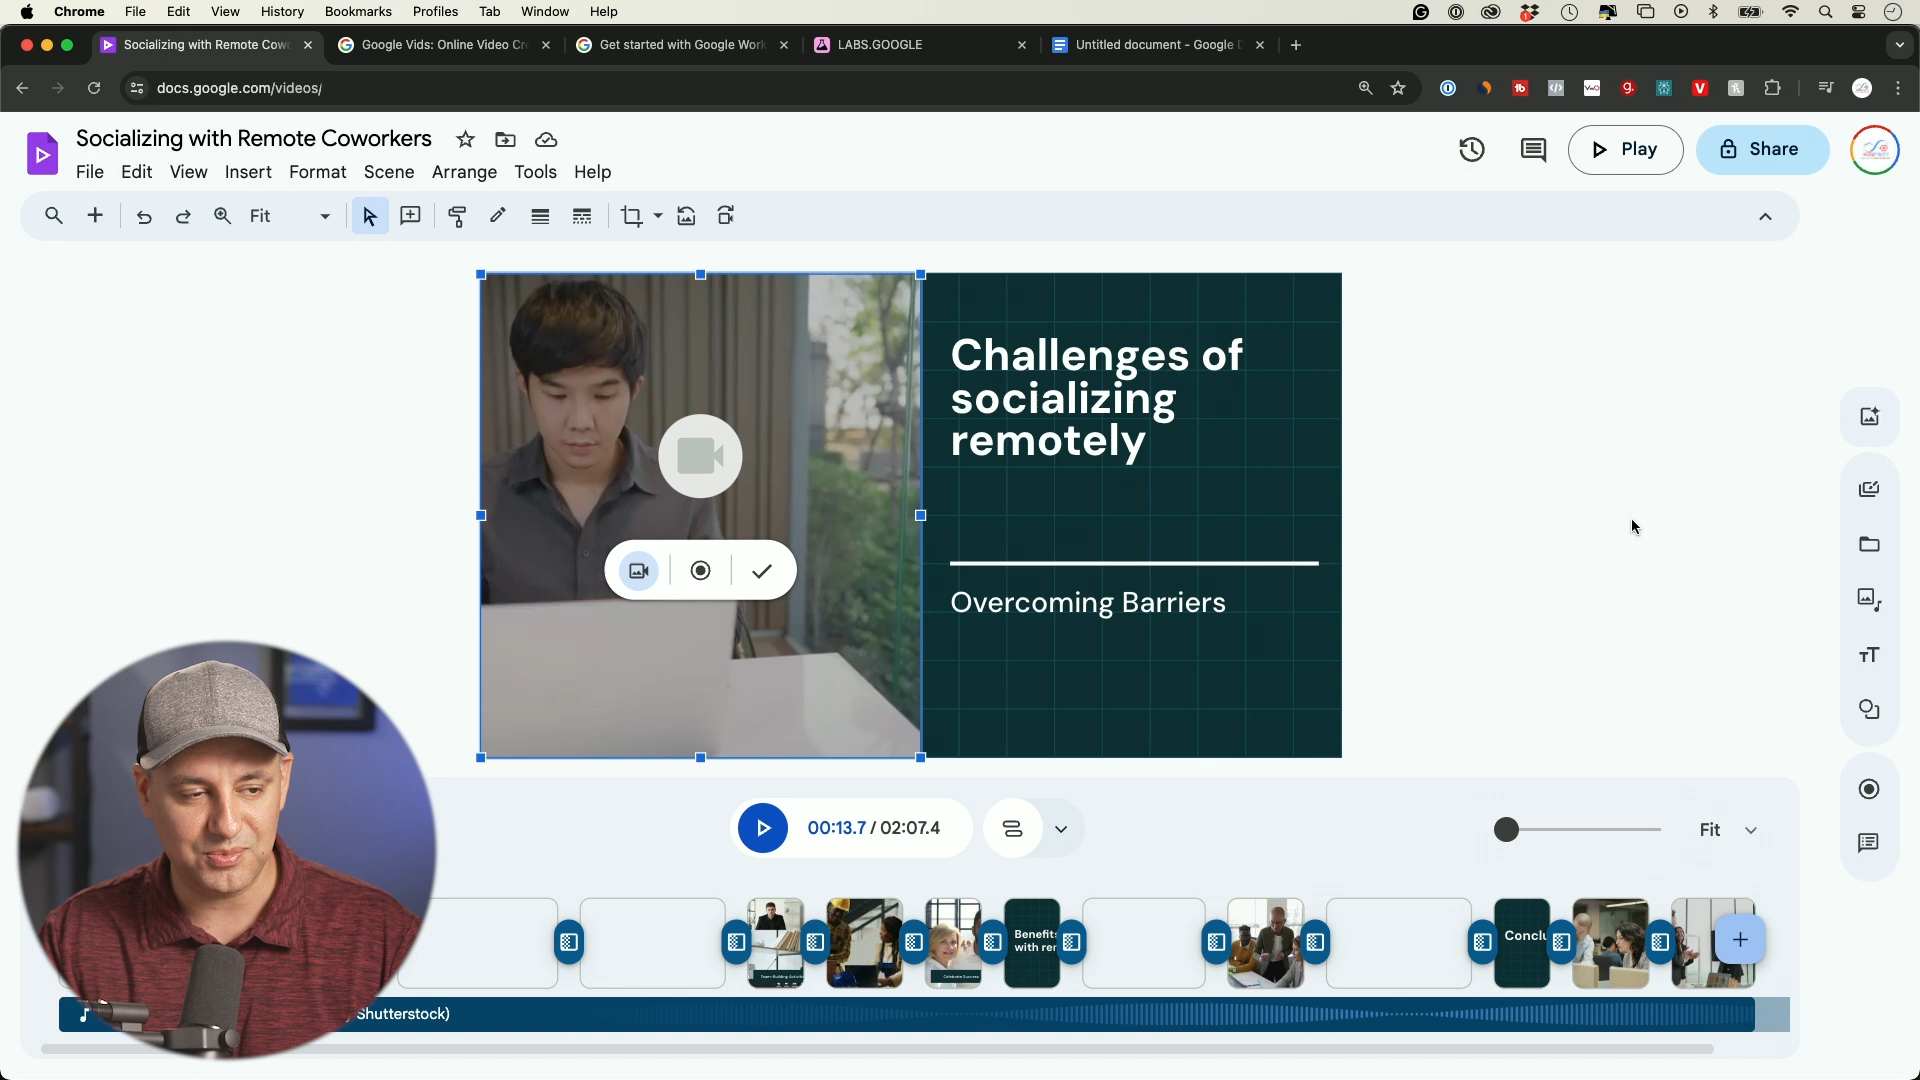 Chrome File Edit View History Bookmarks Profiles Tab Window Help
Socializing with Remote Cow
Google Vids: Online Video Cr
Get started with Google Work
LABS.GOOGLE
Untitled document - Google D
docs.google.com/videos/
Socializing with Remote Coworkers
File Edit View Insert Format Scene Arrange Tools Help
Play
Share
Fit
Challenges of
socializing
remotely
Overcoming Barriers
00:13.7 / 02:07.4
Fit
Benefits
with rem
Conclu
Shutterstock)